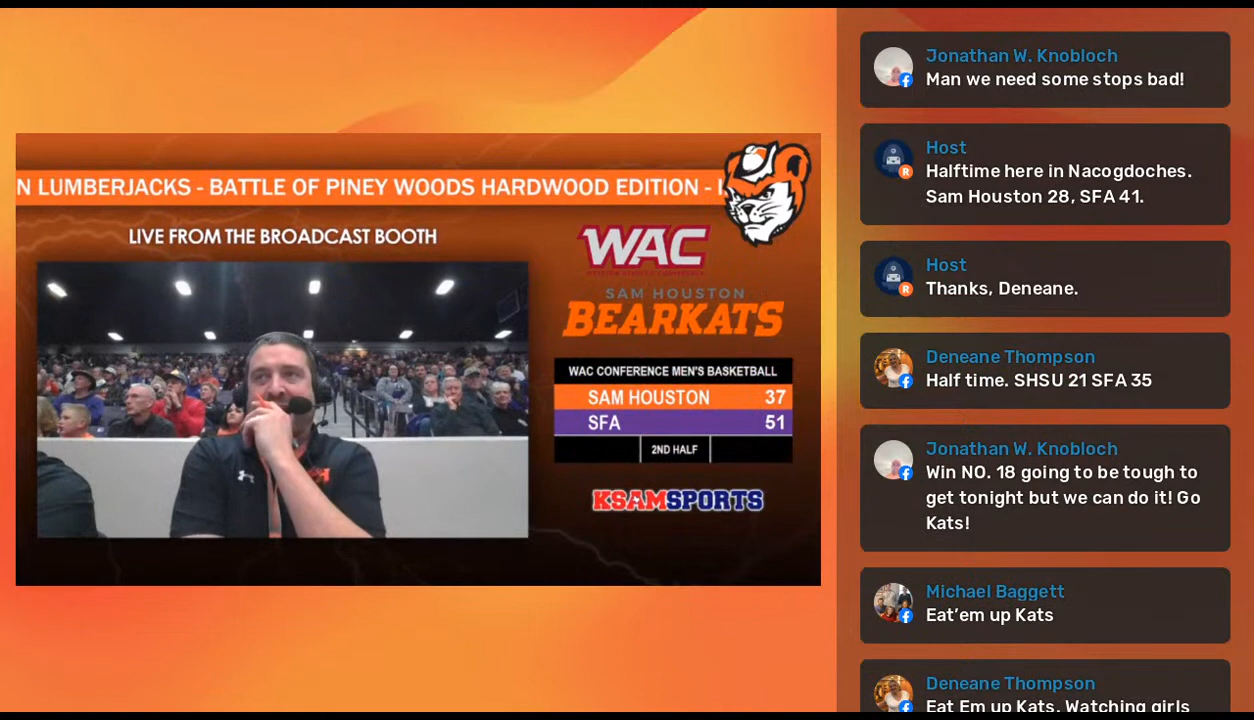 N LUMBERJACKS - BATTLE OF PINEY WOODS HARDWOOD EDITION -
LIVE FROM THE BROADCAST BOOTH
WAC
SAM HOUSTON
BEARKATS
WAC CONFERENCE MEN'S BASKETBALL
SAM HOUSTON 37
SFA 51
2ND HALF
KSAMSPORTS
Jonathan W. Knobloch
Man we need some stops bad!
Host
Halftime here in Nacogdoches.
Sam Houston 28, SFA 41.
Host
Thanks, Deneane.
Deneane Thompson
Half time. SHSU 21 SFA 35
Jonathan W. Knobloch
Win NO. 18 going to be tough to
get tonight but we can do it! Go
Kats!
Michael Baggett
Eat’em up Kats
Deneane Thompson
Eat Em up Kats. Watching girls